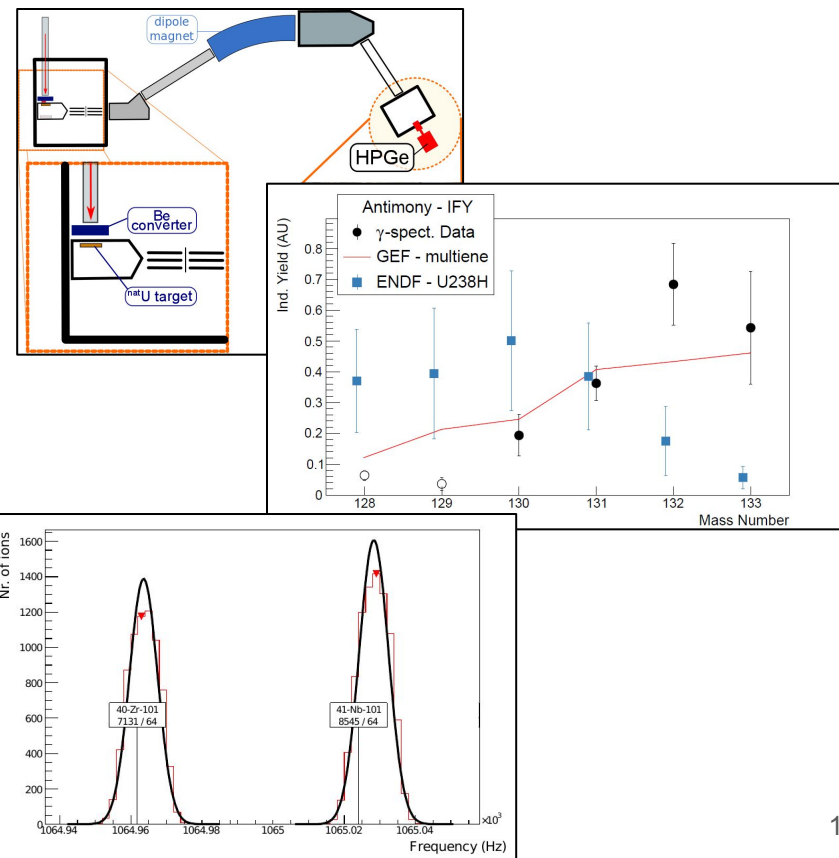 dipole
magnet
HPGe
Be
converter
natU target
Antimony - IFY
γ-spect. Data
GEF - multiene
ENDF - U238H
Ind. Yield (AU)
0.8
0.7
0.6
0.5
0.4
0.3
0.2
0.1
0
128 129 130 131 132 133
Mass Number
Nr. of ions
1600
1400
1200
1000
800
600
400
200
0
40-Zr-101
7131 / 64
41-Nb-101
8545 / 64
1064.94 1064.96 1064.98 1065 1065.02 1065.04
×10³
Frequency (Hz)
1